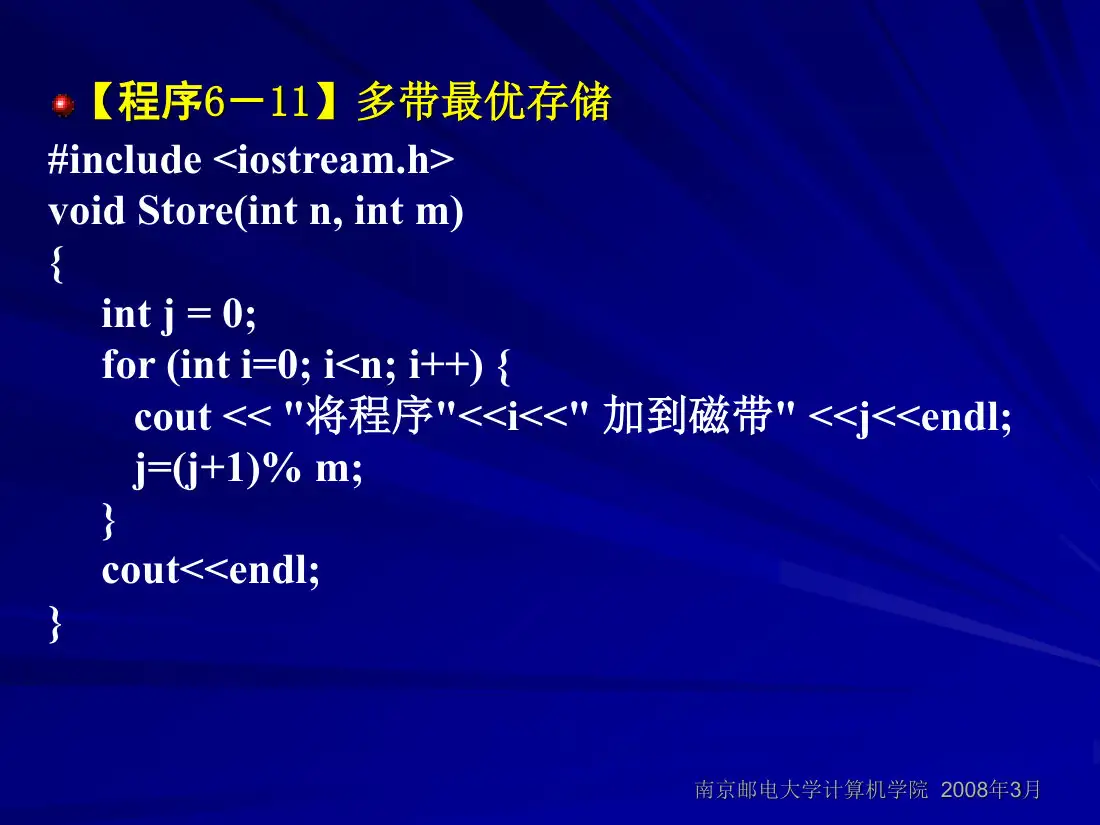 【程序6－11】多带最优存储
#include <iostream.h>
void Store(int n, int m)
{
int j = 0;
for (int i=0; i<n; i++) {
cout << "将程序"<<i<<" 加到磁带" <<j<<endl;
j=(j+1)% m;
}
cout<<endl;
}
南京邮电大学计算机学院 2008年3月